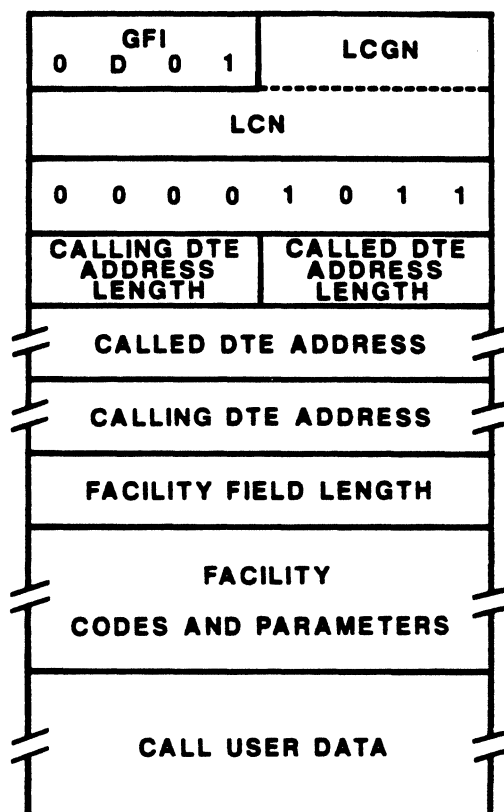 GFI
0 D 0 1
LCGN
LCN
0 0 0 0 1 0 1 1
CALLING DTE
ADDRESS
LENGTH
CALLED DTE
ADDRESS
LENGTH
CALLED DTE ADDRESS
CALLING DTE ADDRESS
FACILITY FIELD LENGTH
FACILITY
CODES AND PARAMETERS
CALL USER DATA